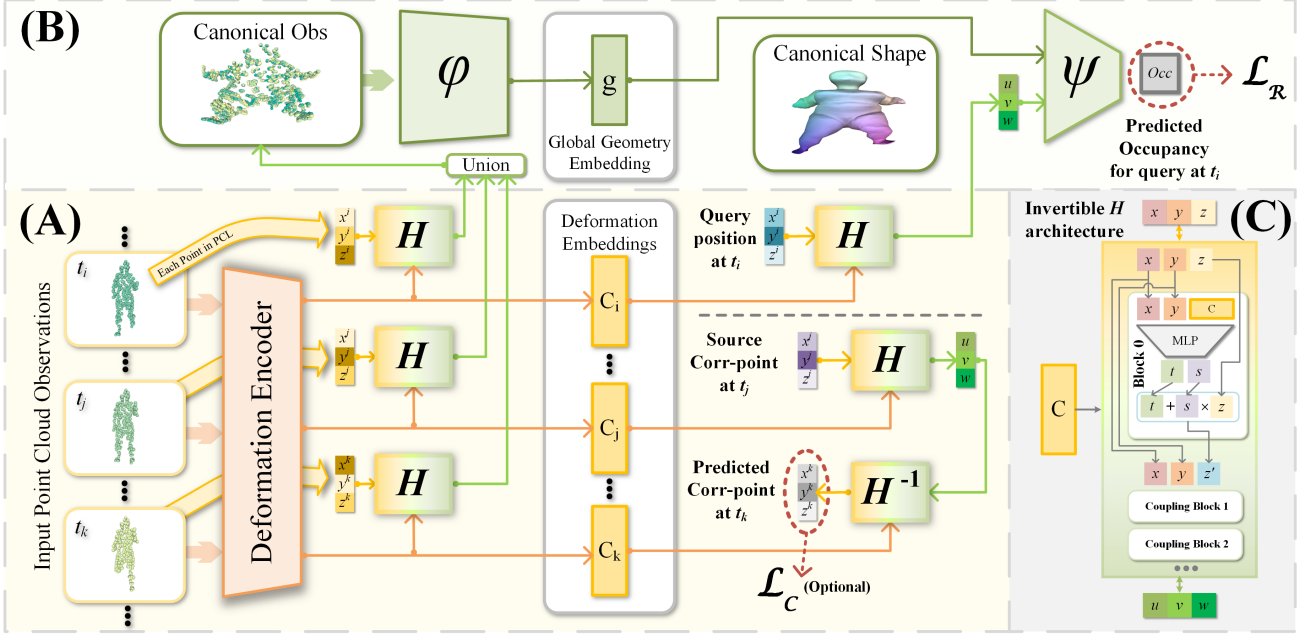 (B)
Canonical Obs
φ
g
Global Geometry
Embedding
Canonical Shape
u
v
w
ψ
Occ
ℒ_R
Predicted
Occupancy
for query at t_i
Union
(A)
Input Point Cloud Observations
t_i
t_j
t_k
Each Point in PCL
Deformation Encoder
x^i
y^i
z^i
H
x^j
y^j
z^j
H
x^k
y^k
z^k
H
Deformation
Embeddings
C_i
C_j
C_k
Query
position
at t_i
x^i
y^i
z^i
H
Source
Corr-point
at t_j
x^j
y^j
z^j
H
u
v
w
Predicted
Corr-point
at t_k
x^k
y^k
z^k
H^-1
ℒ_C (Optional)
(C)
Invertible H
architecture
x y z
x y z
x y C
Block 0
MLP
t s
t + s × z
x y z'
C
Coupling Block 1
Coupling Block 2
u v w